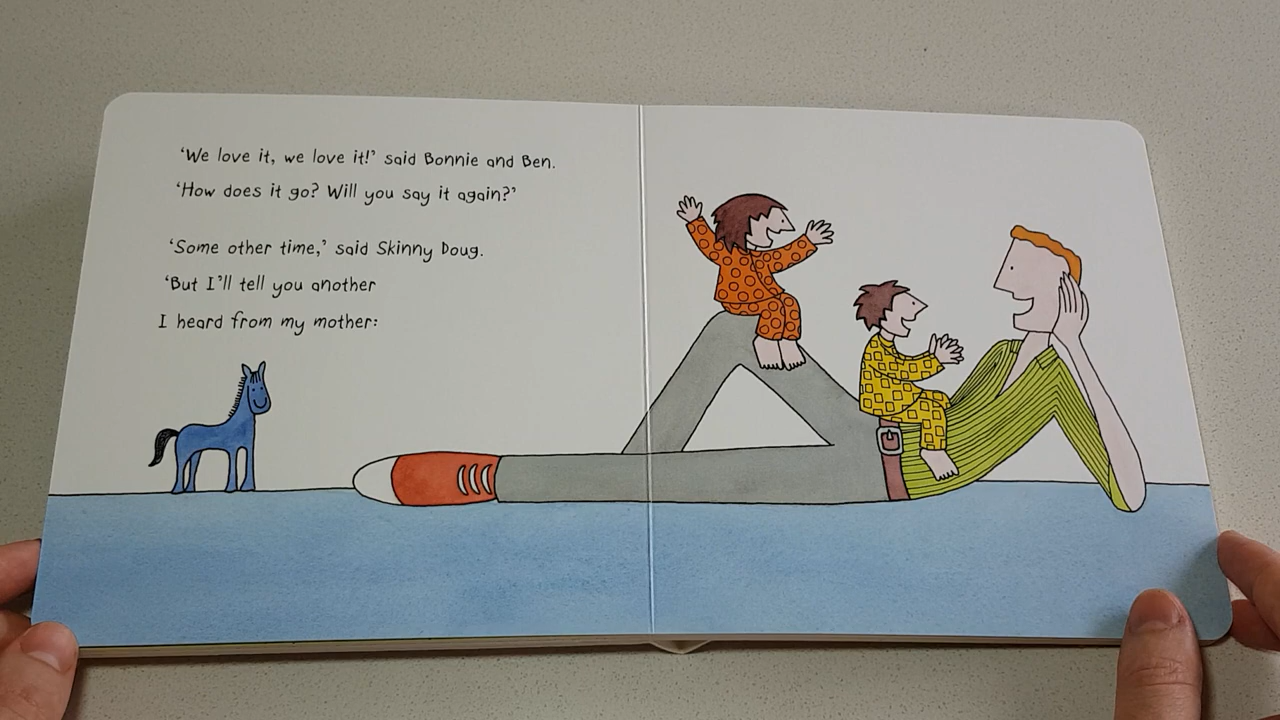 ‘We love it, we love it!’ said Bonnie and Ben.
‘How does it go? Will you say it again?’
‘Some other time,’ said Skinny Doug.
‘But I’ll tell you another
I heard from my mother: